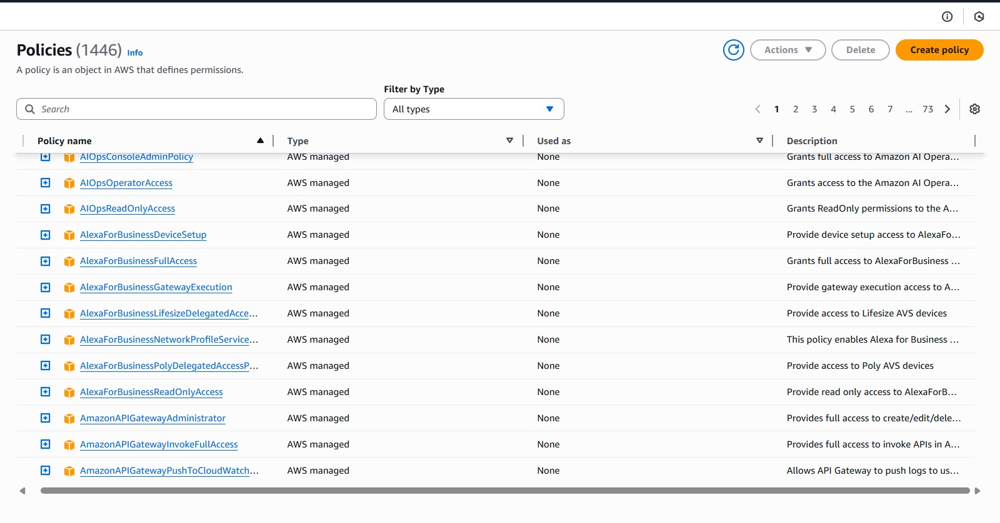 Policies (1446) Info
Actions Delete Create policy
A policy is an object in AWS that defines permissions.
Filter by Type
Search
All types
1 2 3 4 5 6 7 ... 73
Policy name Type Used as Description
AIOpsConsoleAdminPolicy AWS managed None Grants full access to Amazon AI Opera...
AIOpsOperatorAccess AWS managed None Grants access to the Amazon AI Opera...
AIOpsReadOnlyAccess AWS managed None Grants ReadOnly permissions to the A...
AlexaForBusinessDeviceSetup AWS managed None Provide device setup access to AlexaFo...
AlexaForBusinessFullAccess AWS managed None Grants full access to AlexaForBusiness ...
AlexaForBusinessGatewayExecution AWS managed None Provide gateway execution access to A...
AlexaForBusinessLifesizeDelegatedAcce... AWS managed None Provide access to Lifesize AVS devices
AlexaForBusinessNetworkProfileService... AWS managed None This policy enables Alexa for Business ...
AlexaForBusinessPolyDelegatedAccessP... AWS managed None Provide access to Poly AVS devices
AlexaForBusinessReadOnlyAccess AWS managed None Provide read only access to AlexaForB...
AmazonAPIGatewayAdministrator AWS managed None Provides full access to create/edit/dele...
AmazonAPIGatewayInvokeFullAccess AWS managed None Provides full access to invoke APIs in A...
AmazonAPIGatewayPushToCloudWatch... AWS managed None Allows API Gateway to push logs to us...